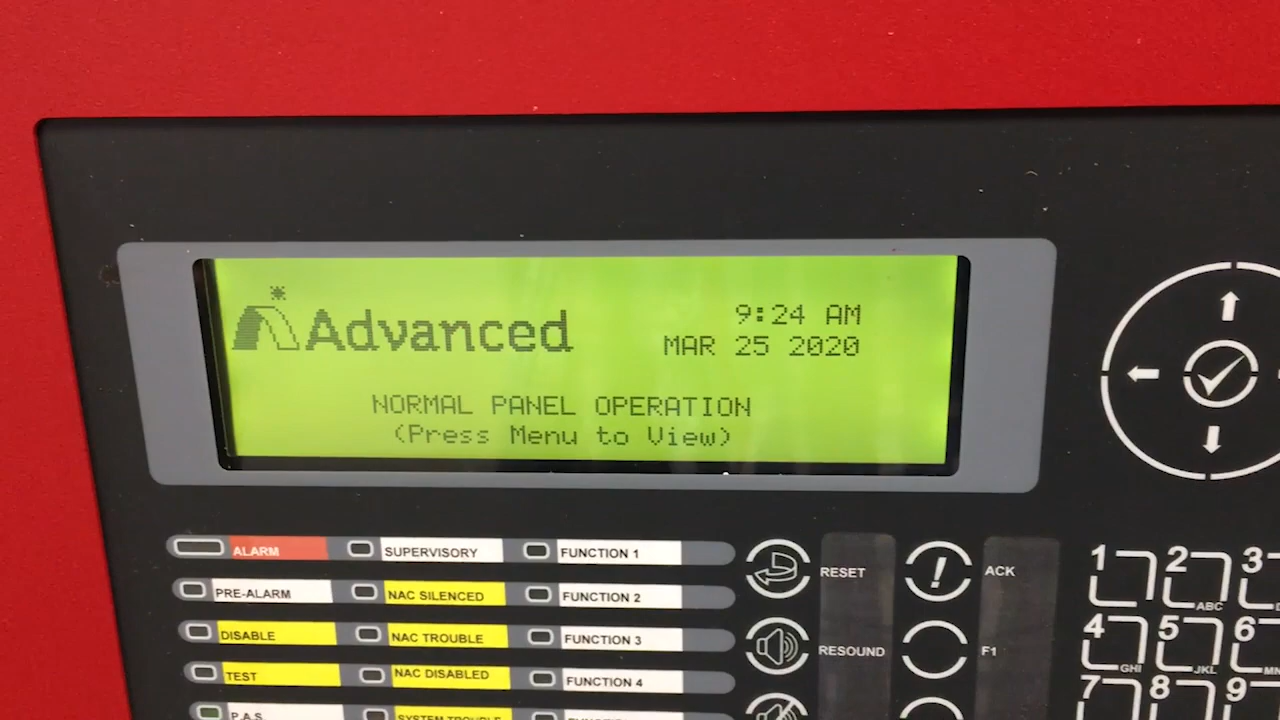 Advanced
9:24 AM
MAR 25 2020
NORMAL PANEL OPERATION
(Press Menu to View)
ALARM
SUPERVISORY
FUNCTION 1
PRE-ALARM
NAC SILENCED
FUNCTION 2
DISABLE
NAC TROUBLE
FUNCTION 3
TEST
NAC DISABLED
FUNCTION 4
P.A.S.
SYSTEM TROUBLE
RESET
ACK
RESOUND
F1
1 2 3
ABC
4 5 6
GHI JKL
7 8 9